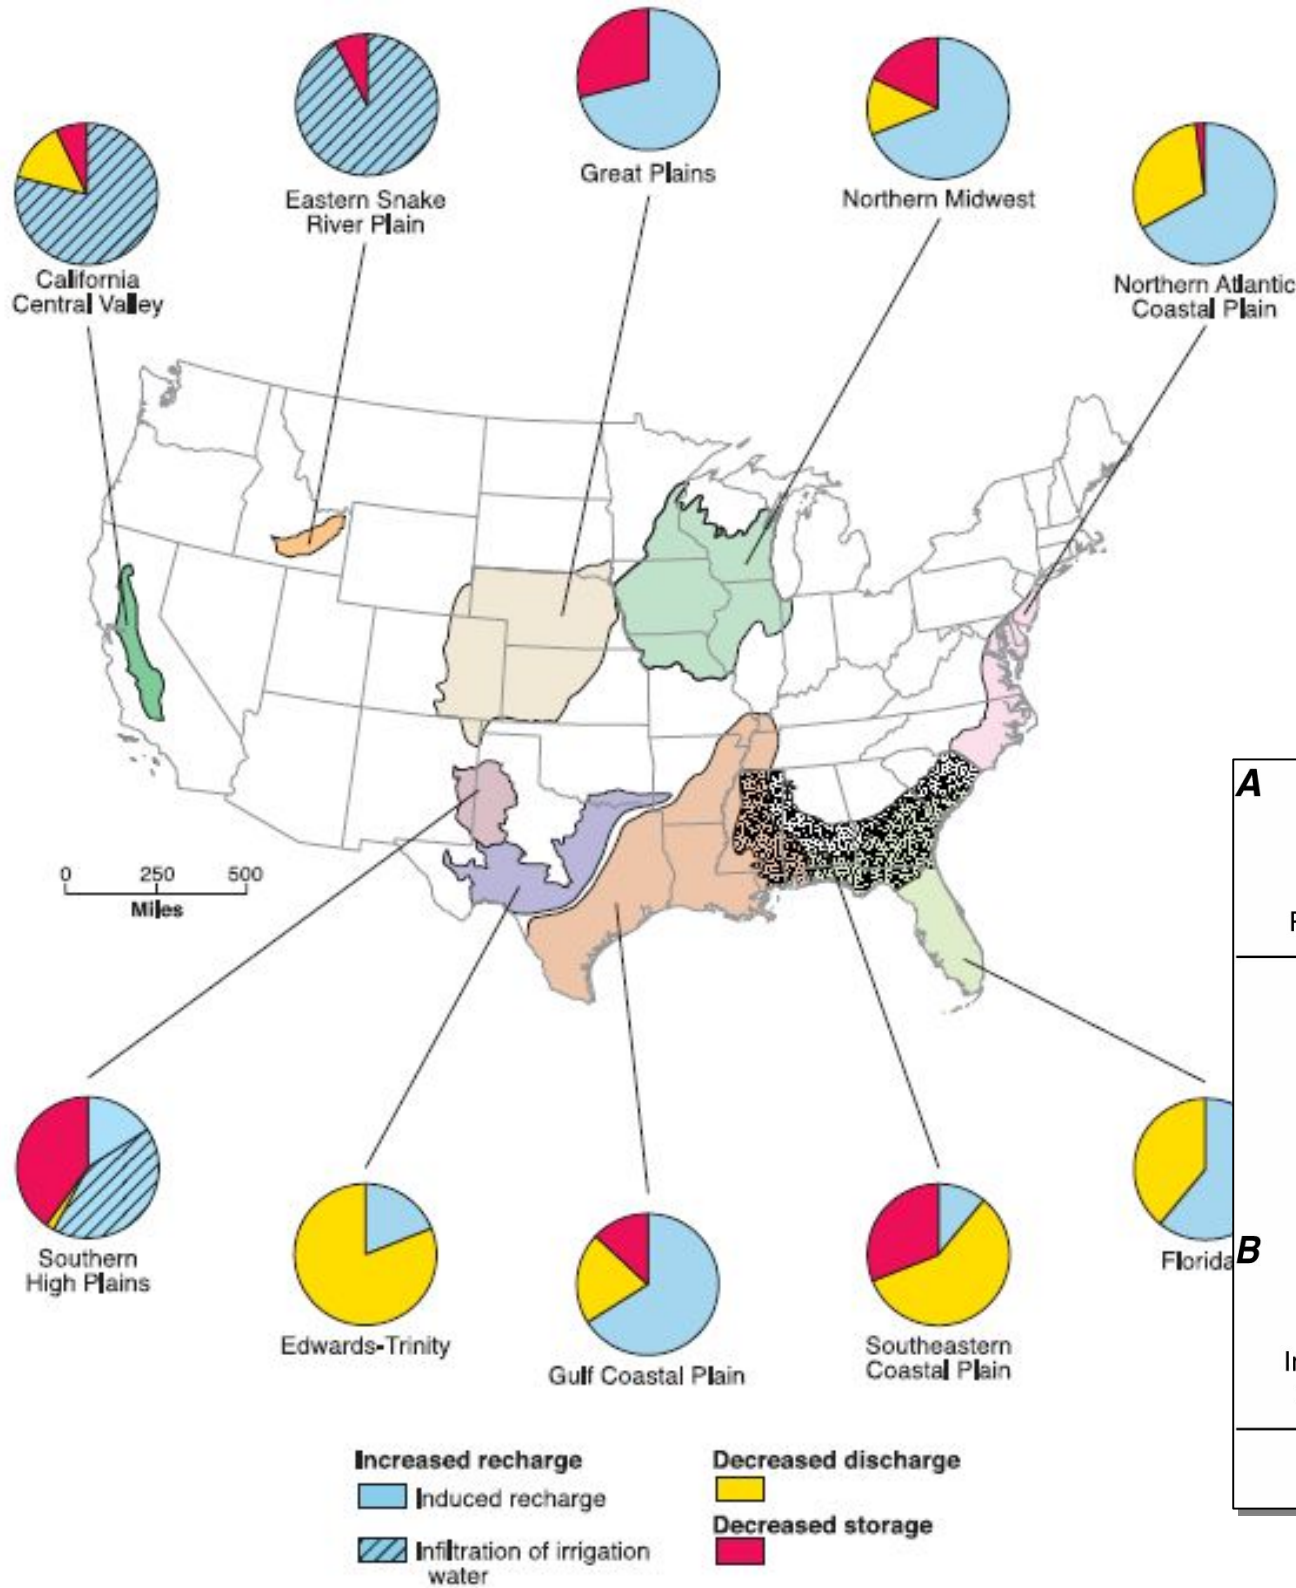 Great Plains
Eastern Snake
River Plain
Northern Midwest
California
Central Valley
Northern Atlantic
Coastal Plain
0 250 500
Miles
A
Southern
High Plains
Edwards-Trinity
Gulf Coastal Plain
Southeastern
Coastal Plain
Florida
B
Increased recharge
Induced recharge
Infiltration of irrigation
water
Decreased discharge
Decreased storage